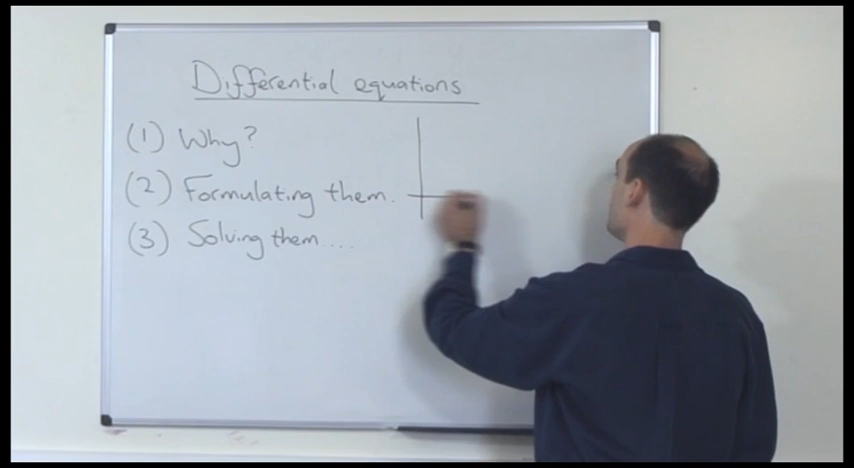 Differential equations
(1) Why?
(2) Formulating them.
(3) Solving them....